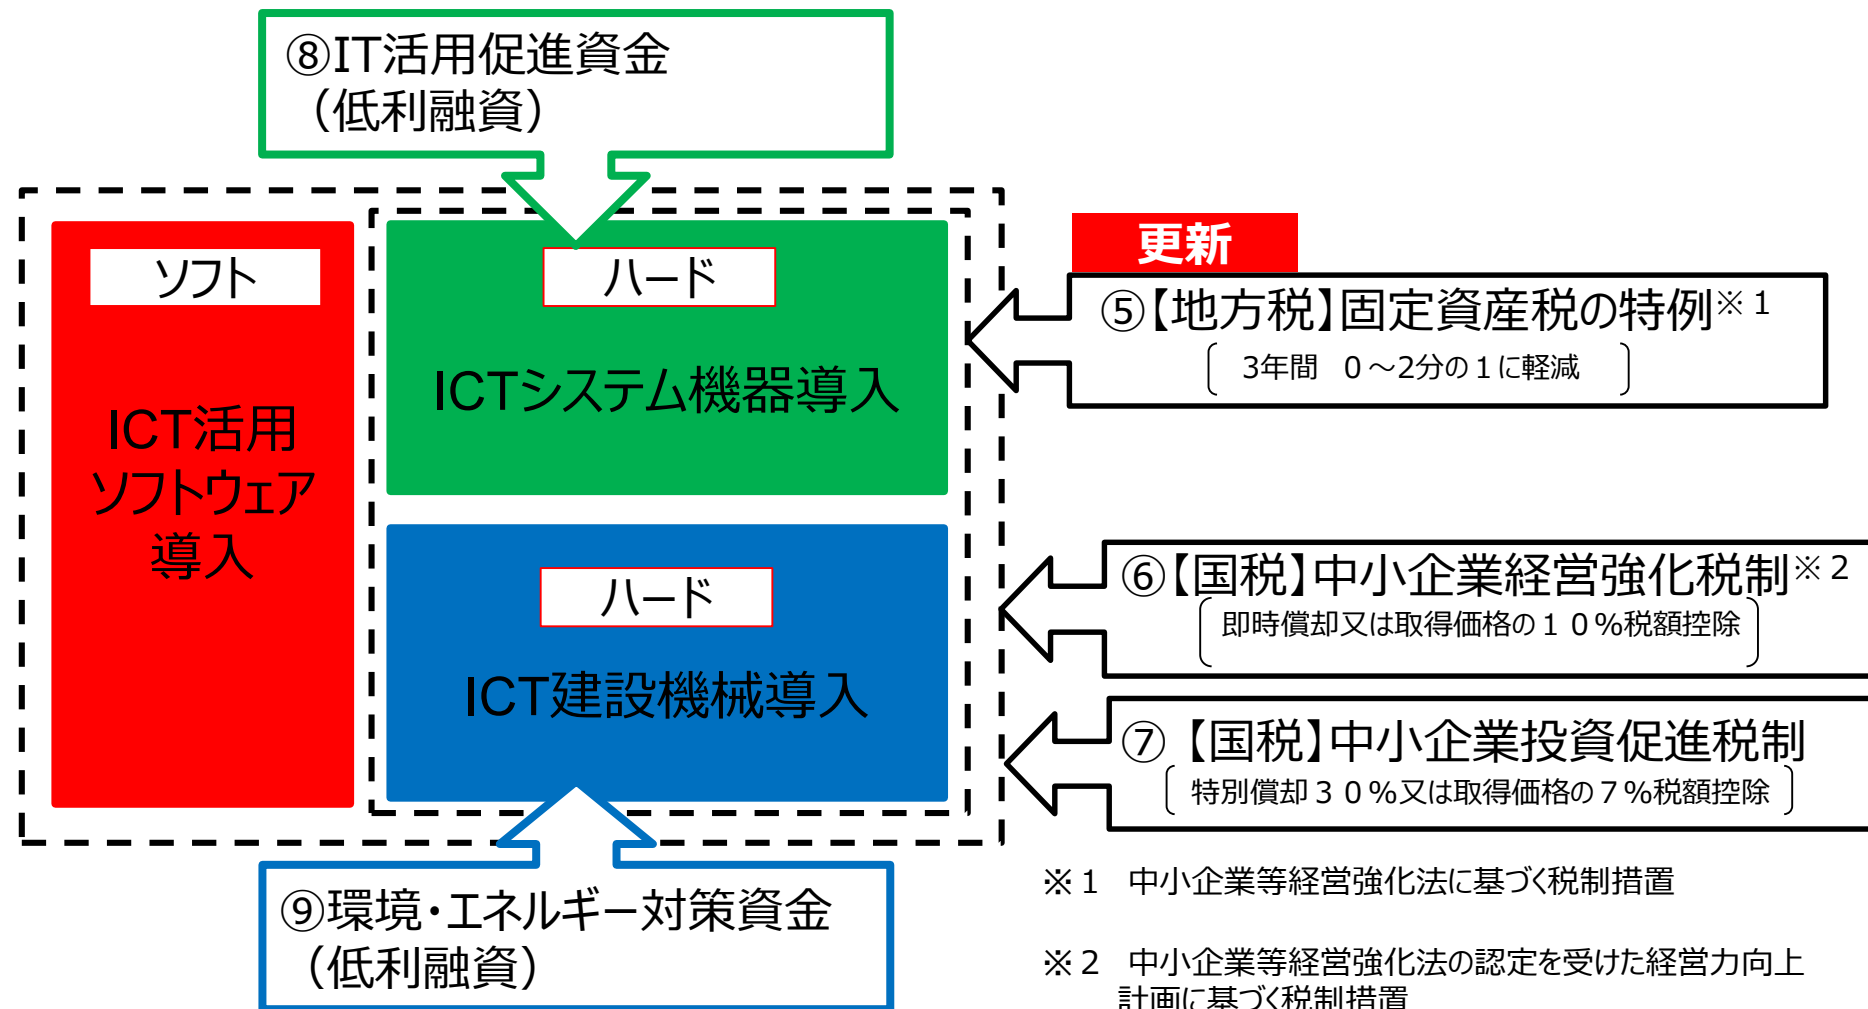 ⑧IT活用促進資金
（低利融資）
ソフト
ICT活用
ソフトウェア
導入
ハード
ICTシステム機器導入
ハード
ICT建設機械導入
更新
⑤【地方税】固定資産税の特例※１
3年間　０～2分の１に軽減
⑥【国税】中小企業経営強化税制※２
即時償却又は取得価格の１０％税額控除
⑦【国税】中小企業投資促進税制
特別償却３０％又は取得価格の７％税額控除
⑨環境・エネルギー対策資金
（低利融資）
※１　中小企業等経営強化法に基づく税制措置
※２　中小企業等経営強化法の認定を受けた経営力向上
計画に基づく税制措置